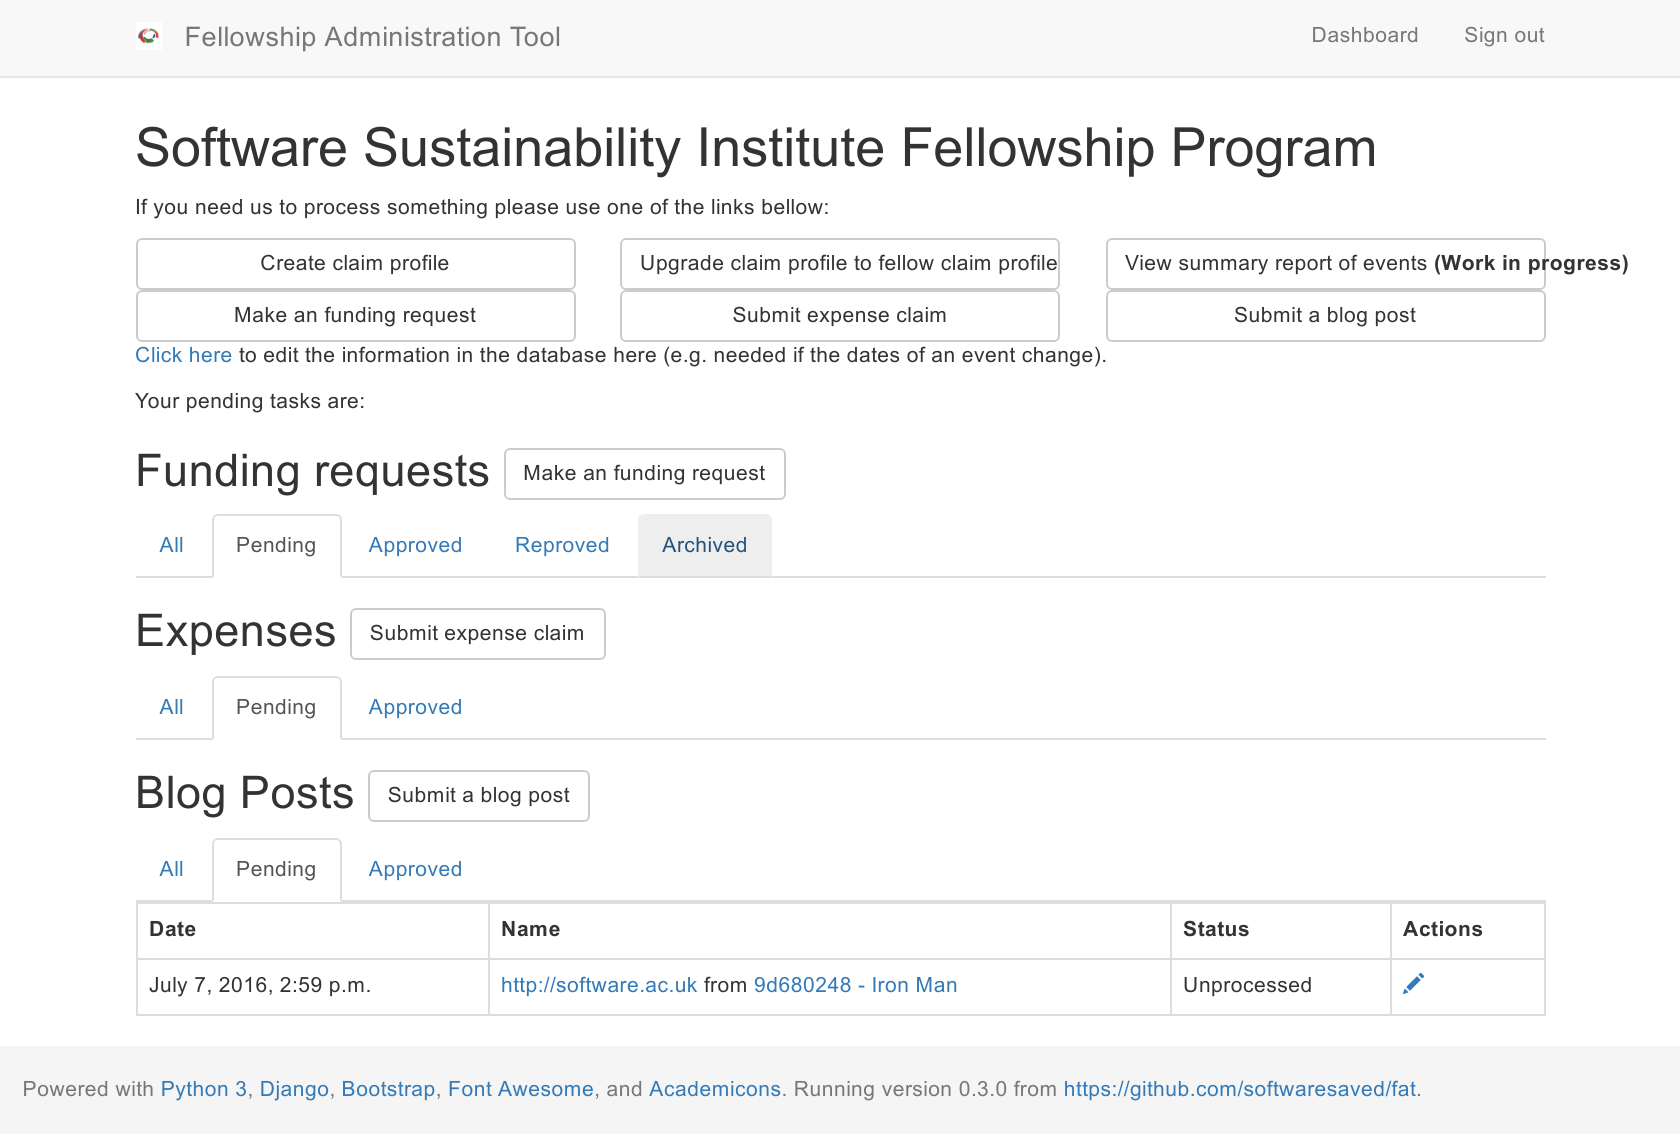 Fellowship Administration Tool Dashboard Sign out
Software Sustainability Institute Fellowship Program
If you need us to process something please use one of the links bellow:
Create claim profile Upgrade claim profile to fellow claim profile View summary report of events (Work in progress)
Make an funding request Submit expense claim Submit a blog post
Click here to edit the information in the database here (e.g. needed if the dates of an event change).
Your pending tasks are:
Funding requests Make an funding request
All Pending Approved Reproved Archived
Expenses Submit expense claim
All Pending Approved
Blog Posts Submit a blog post
All Pending Approved
Date Name Status Actions
July 7, 2016, 2:59 p.m. http://software.ac.uk from 9d680248 - Iron Man Unprocessed
Powered with Python 3, Django, Bootstrap, Font Awesome, and Academicons. Running version 0.3.0 from https://github.com/softwaresaved/fat.